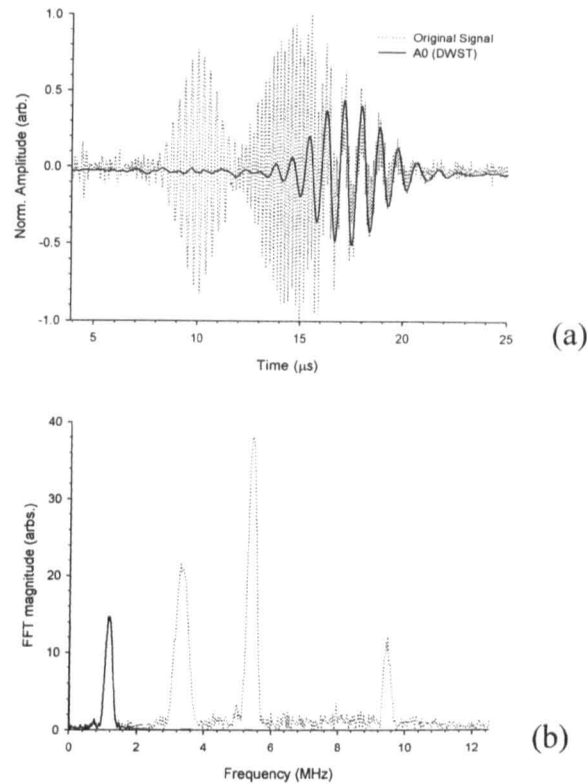 1.0
Original Signal
A0 (DWST)
0.5
0.0
-0.5
-1.0
Norm. Amplitude (arb.)
5 10 15 20 25
Time (μs)
(a)
40
30
20
10
0
FFT magnitude (arbs.)
0 2 4 6 8 10 12
Frequency (MHz)
(b)